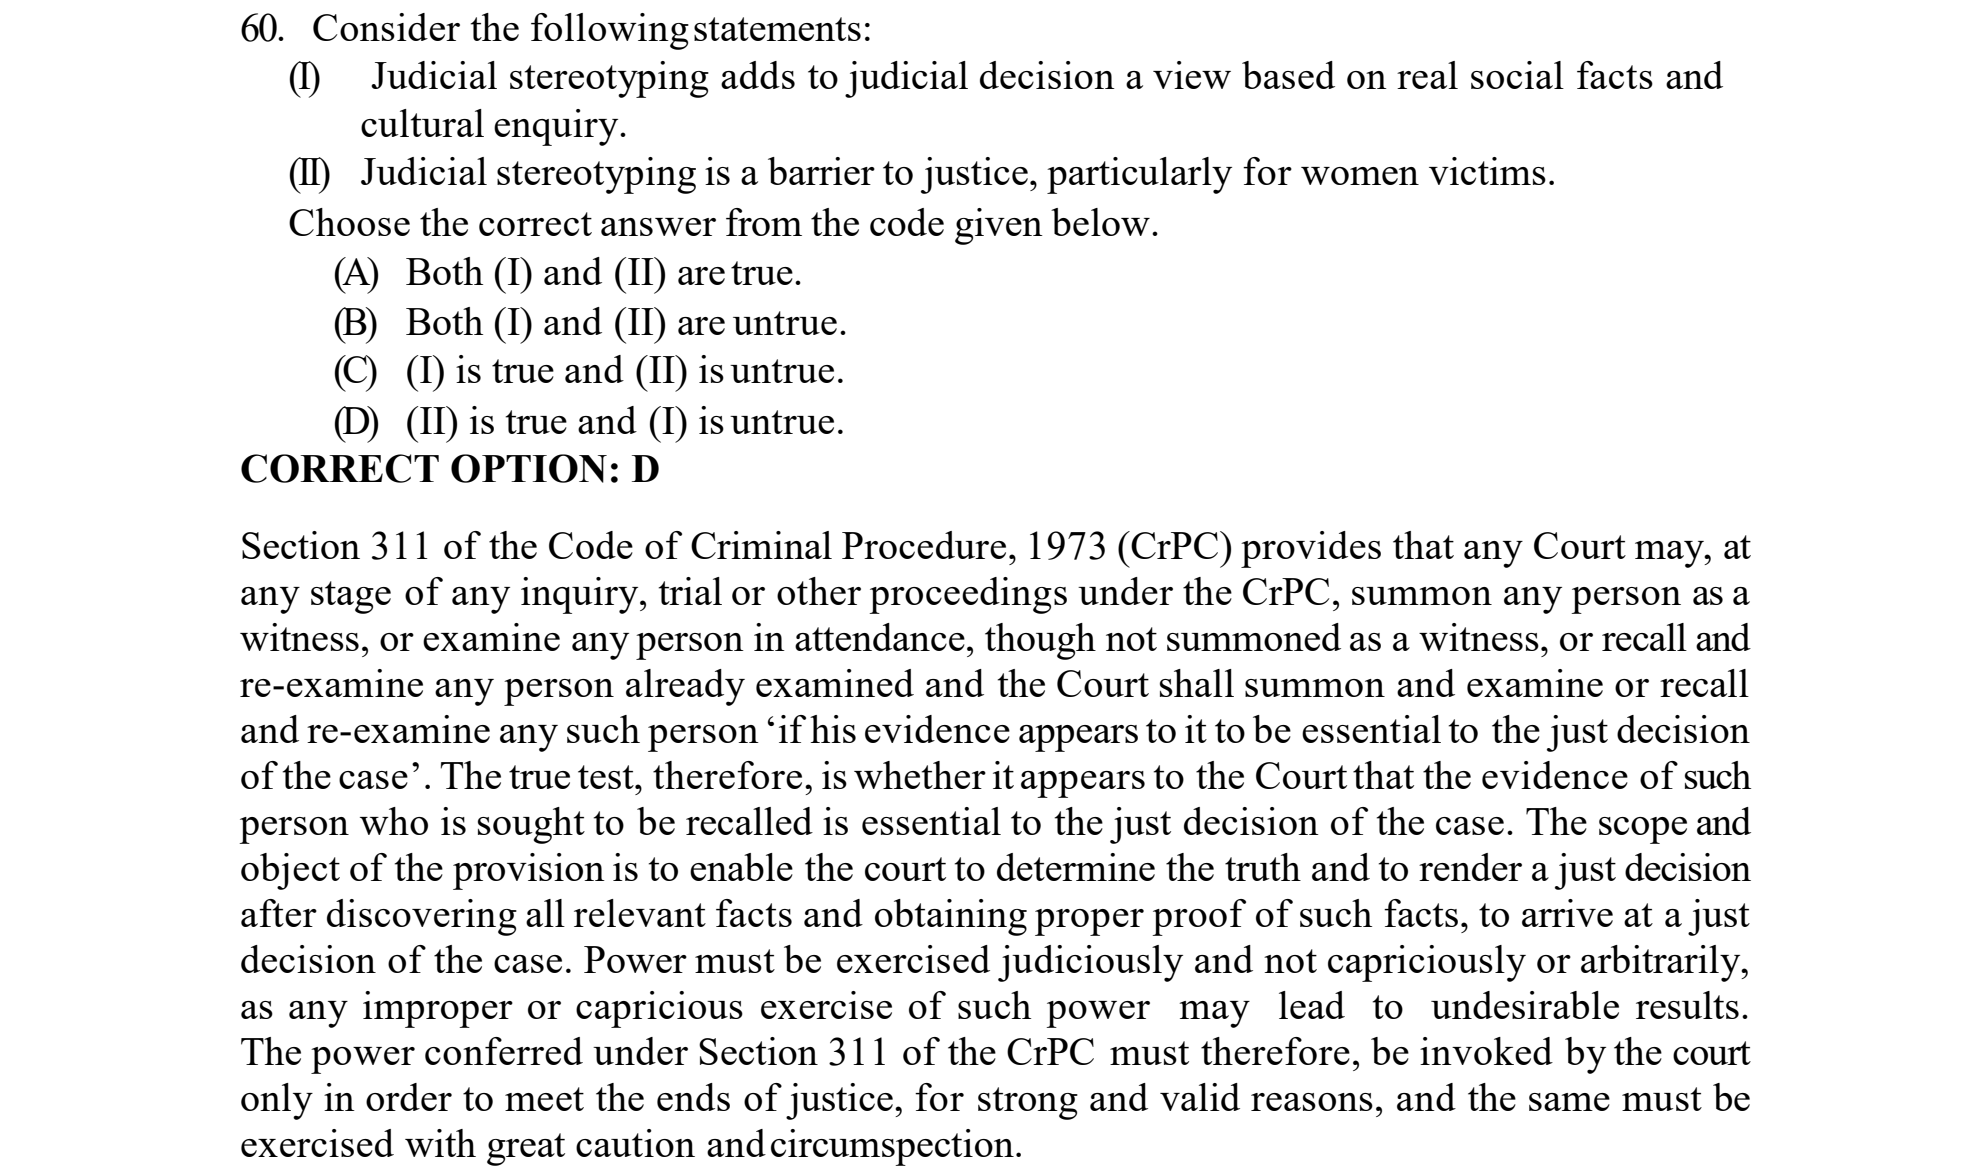 60. Consider the following statements:
(I) Judicial stereotyping adds to judicial decision a view based on real social facts and
cultural enquiry.
(II) Judicial stereotyping is a barrier to justice, particularly for women victims.
Choose the correct answer from the code given below.
(A) Both (I) and (II) are true.
(B) Both (I) and (II) are untrue.
(C) (I) is true and (II) is untrue.
(D) (II) is true and (I) is untrue.
CORRECT OPTION: D
Section 311 of the Code of Criminal Procedure, 1973 (CrPC) provides that any Court may, at
any stage of any inquiry, trial or other proceedings under the CrPC, summon any person as a
witness, or examine any person in attendance, though not summoned as a witness, or recall and
re-examine any person already examined and the Court shall summon and examine or recall
and re-examine any such person ‘if his evidence appears to it to be essential to the just decision
of the case’. The true test, therefore, is whether it appears to the Court that the evidence of such
person who is sought to be recalled is essential to the just decision of the case. The scope and
object of the provision is to enable the court to determine the truth and to render a just decision
after discovering all relevant facts and obtaining proper proof of such facts, to arrive at a just
decision of the case. Power must be exercised judiciously and not capriciously or arbitrarily,
as any improper or capricious exercise of such power may lead to undesirable results.
The power conferred under Section 311 of the CrPC must therefore, be invoked by the court
only in order to meet the ends of justice, for strong and valid reasons, and the same must be
exercised with great caution and circumspection.